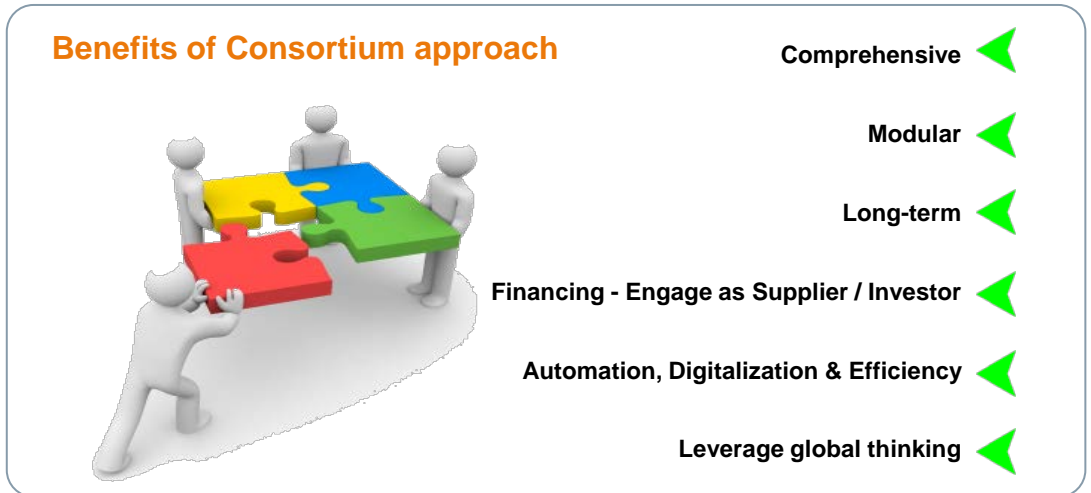 Benefits of Consortium approach
Comprehensive
Modular
Long-term
Financing - Engage as Supplier / Investor
Automation, Digitalization & Efficiency
Leverage global thinking